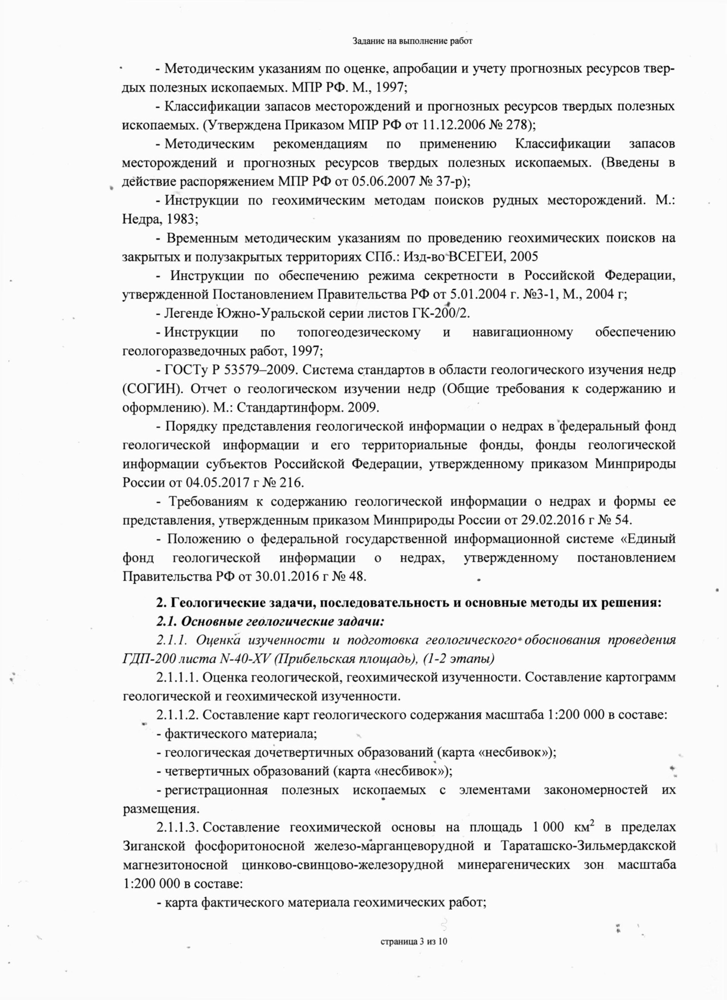 Задание на выполнение работ
- Методическим указаниям по оценке, апробации и учету прогнозных ресурсов твер-
дых полезных ископаемых. МПР РФ. М., 1997;
- Классификации запасов месторождений и прогнозных ресурсов твердых полезных
ископаемых. (Утверждена Приказом МПР РФ от 11.12.2006 № 278);
- Методическим рекомендациям по применению Классификации запасов
месторождений и прогнозных ресурсов твердых полезных ископаемых. (Введены в
действие распоряжением МПР РФ от 05.06.2007 № 37-р);
- Инструкции по геохимическим методам поисков рудных месторождений. М.:
Недра, 1983;
- Временным методическим указаниям по проведению геохимических поисков на
закрытых и полузакрытых территориях СПб.: Изд-во ВСЕГЕИ, 2005
- Инструкции по обеспечению режима секретности в Российской Федерации,
утвержденной Постановлением Правительства РФ от 5.01.2004 г. №3-1, М., 2004 г;
- Легенде Южно-Уральской серии листов ГК-200/2.
- Инструкции по топогеодезическому и навигационному обеспечению
геологоразведочных работ, 1997;
- ГОСТу Р 53579–2009. Система стандартов в области геологического изучения недр
(СОГИН). Отчет о геологическом изучении недр (Общие требования к содержанию и
оформлению). М.: Стандартинформ. 2009.
- Порядку представления геологической информации о недрах в федеральный фонд
геологической информации и его территориальные фонды, фонды геологической
информации субъектов Российской Федерации, утвержденному приказом Минприроды
России от 04.05.2017 г № 216.
- Требованиям к содержанию геологической информации о недрах и формы ее
представления, утвержденным приказом Минприроды России от 29.02.2016 г № 54.
- Положению о федеральной государственной информационной системе «Единый
фонд геологической информации о недрах, утвержденному постановлением
Правительства РФ от 30.01.2016 г № 48.
2. Геологические задачи, последовательность и основные методы их решения:
2.1. Основные геологические задачи:
2.1.1. Оценка изученности и подготовка геологического обоснования проведения
ГДП-200 листа N-40-XV (Прибельская площадь), (1-2 этапы)
2.1.1.1. Оценка геологической, геохимической изученности. Составление картограмм
геологической и геохимической изученности.
2.1.1.2. Составление карт геологического содержания масштаба 1:200 000 в составе:
- фактического материала;
- геологическая дочетвертичных образований (карта «несбивок»);
- четвертичных образований (карта «несбивок»);
- регистрационная полезных ископаемых с элементами закономерностей их
размещения.
2.1.1.3. Составление геохимической основы на площадь 1 000 км² в пределах
Зиганской фосфоритоносной железо-марганцеворудной и Тараташско-Зильмердакской
магнезитоносной цинково-свинцово-железорудной минерагенических зон масштаба
1:200 000 в составе:
- карта фактического материала геохимических работ;
страница 3 из 10